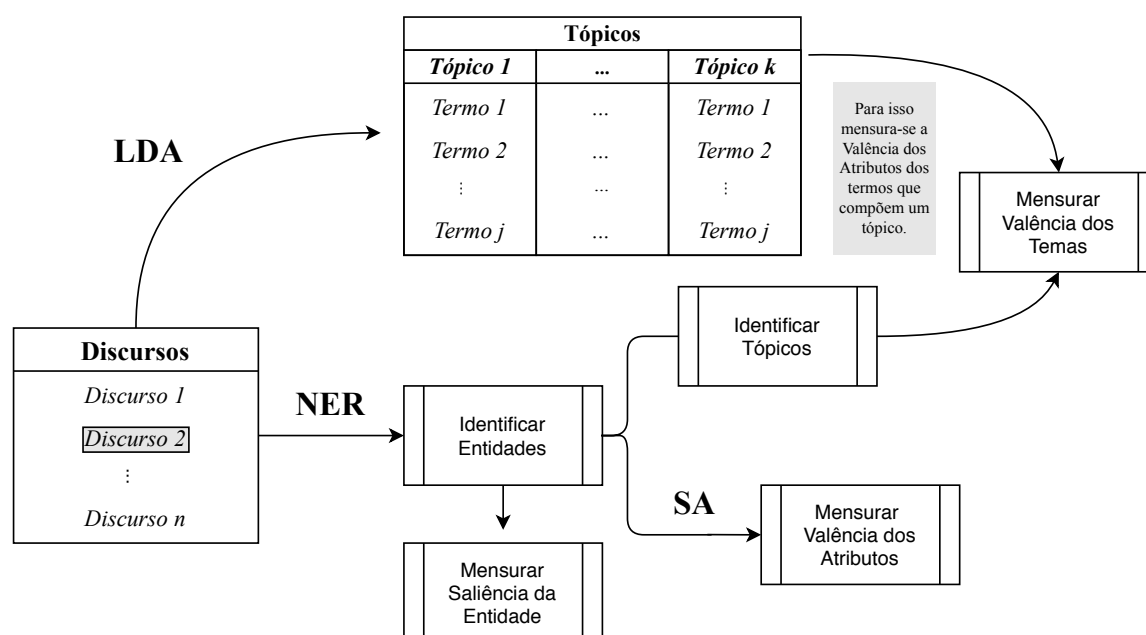 Tópicos
Tópico 1 ... Tópico k
Termo 1 ... Termo 1
Termo 2 ... Termo 2
⋮ ... ⋮
Termo j ... Termo j
LDA
Para isso
mensura-se a
Valência dos
Atributos dos
termos que
compõem um
tópico.
Mensurar
Valência dos
Temas
Discursos
Discurso 1
Discurso 2
⋮
Discurso n
NER
Identificar
Entidades
Identificar
Tópicos
SA
Mensurar
Valência dos
Atributos
Mensurar
Saliência da
Entidade